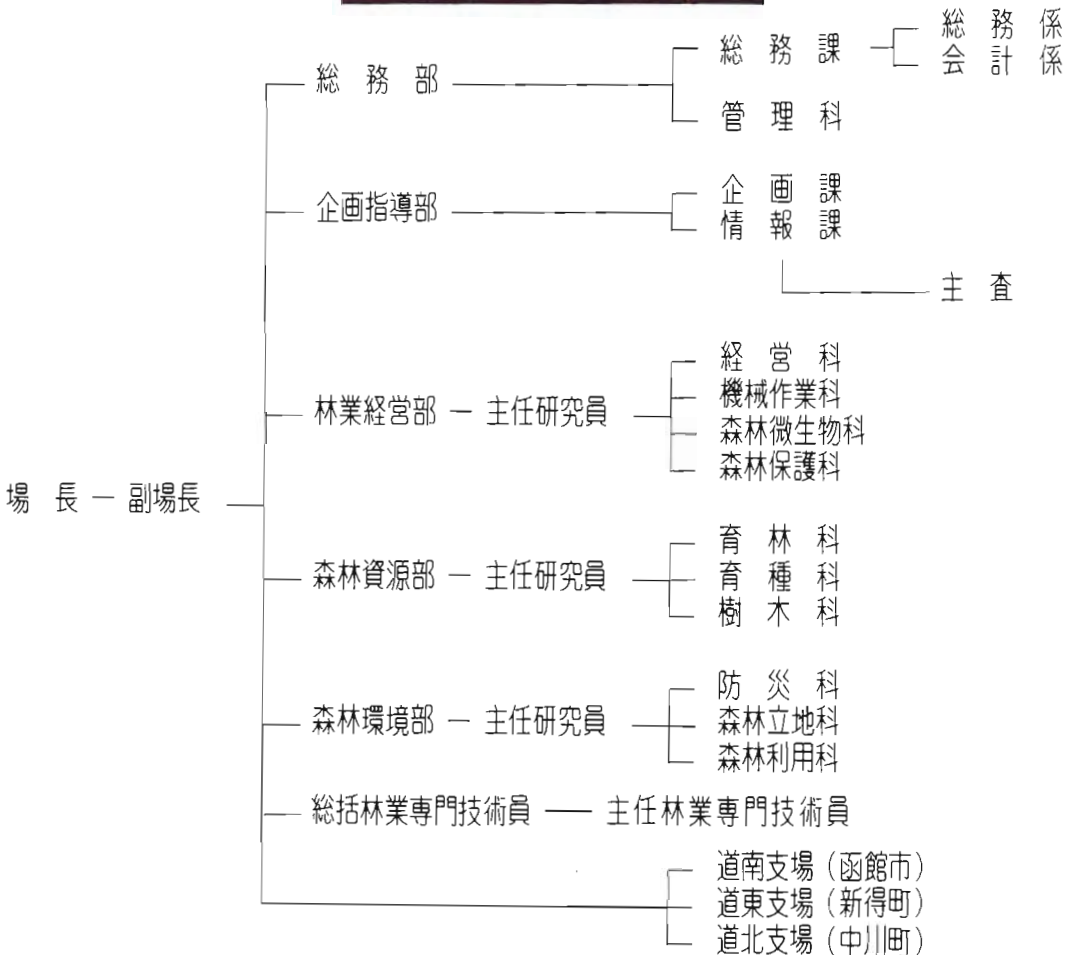 総務部
総務課
総務係
会計係
管理科
企画指導部
企画課
情報課
主査
林業経営部 ― 主任研究員
経営科
機械作業科
森林微生物科
森林保護科
場長 ― 副場長
森林資源部 ― 主任研究員
育林科
育種科
樹木科
森林環境部 ― 主任研究員
防災科
森林立地科
森林利用科
総括林業専門技術員 ― 主任林業専門技術員
道南支場（函館市）
道東支場（新得町）
道北支場（中川町）